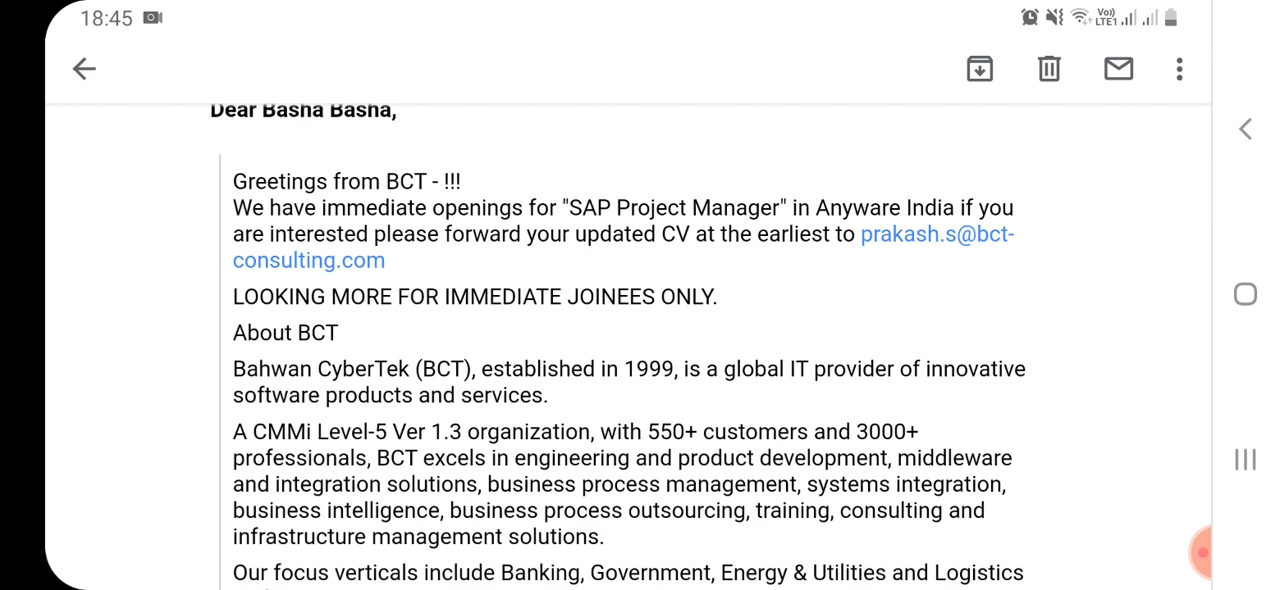 18:45
Vo)
LTE1
Dear Basha Basha,
Greetings from BCT - !!!
We have immediate openings for "SAP Project Manager" in Anyware India if you
are interested please forward your updated CV at the earliest to prakash.s@bct-
consulting.com
LOOKING MORE FOR IMMEDIATE JOINEES ONLY.
About BCT
Bahwan CyberTek (BCT), established in 1999, is a global IT provider of innovative
software products and services.
A CMMi Level-5 Ver 1.3 organization, with 550+ customers and 3000+
professionals, BCT excels in engineering and product development, middleware
and integration solutions, business process management, systems integration,
business intelligence, business process outsourcing, training, consulting and
infrastructure management solutions.
Our focus verticals include Banking, Government, Energy & Utilities and Logistics